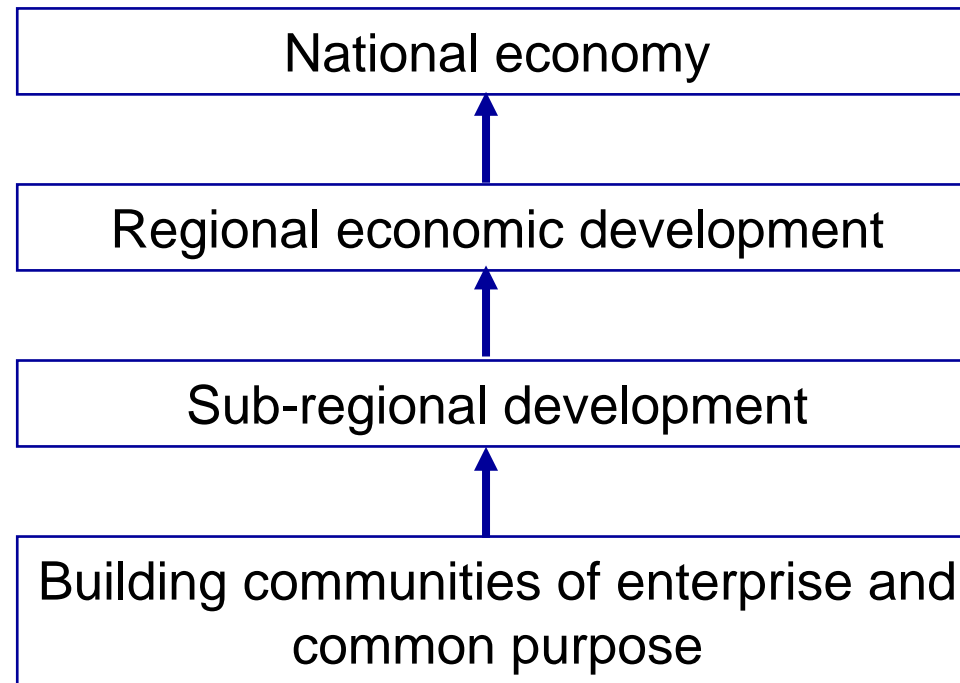 National economy
Regional economic development
Sub-regional development
Building communities of enterprise and
common purpose